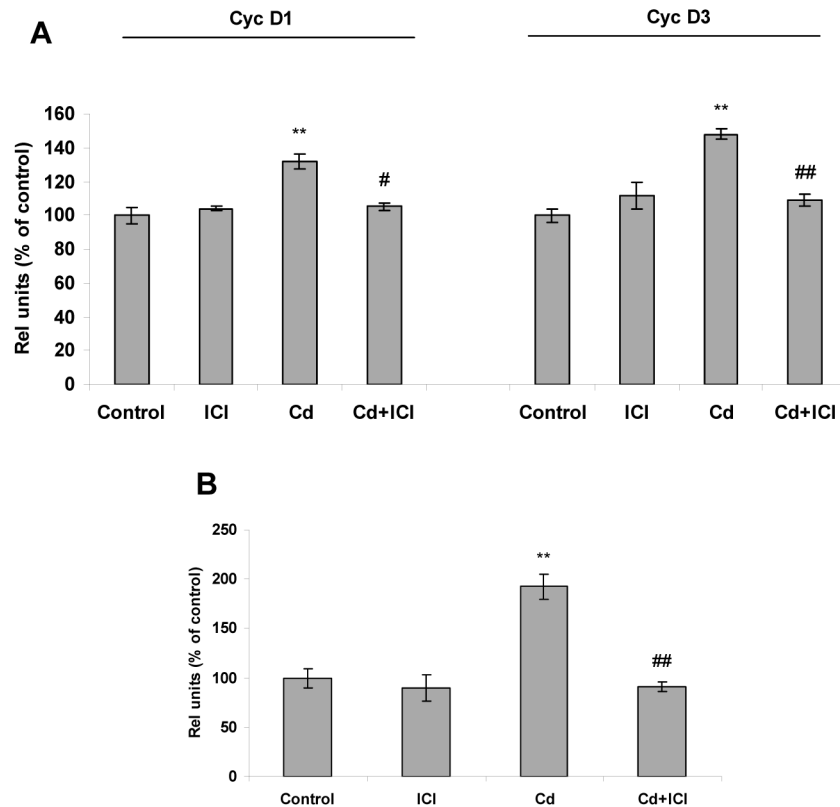 Cyc D1 Cyc D3
A
Rel units (% of control)
160
140
120
100
80
60
40
20
0
** # ** ##
Control ICI Cd Cd+ICI Control ICI Cd Cd+ICI
B
Rel units (% of control)
250
200
150
100
50
0
** ##
Control ICI Cd Cd+ICI